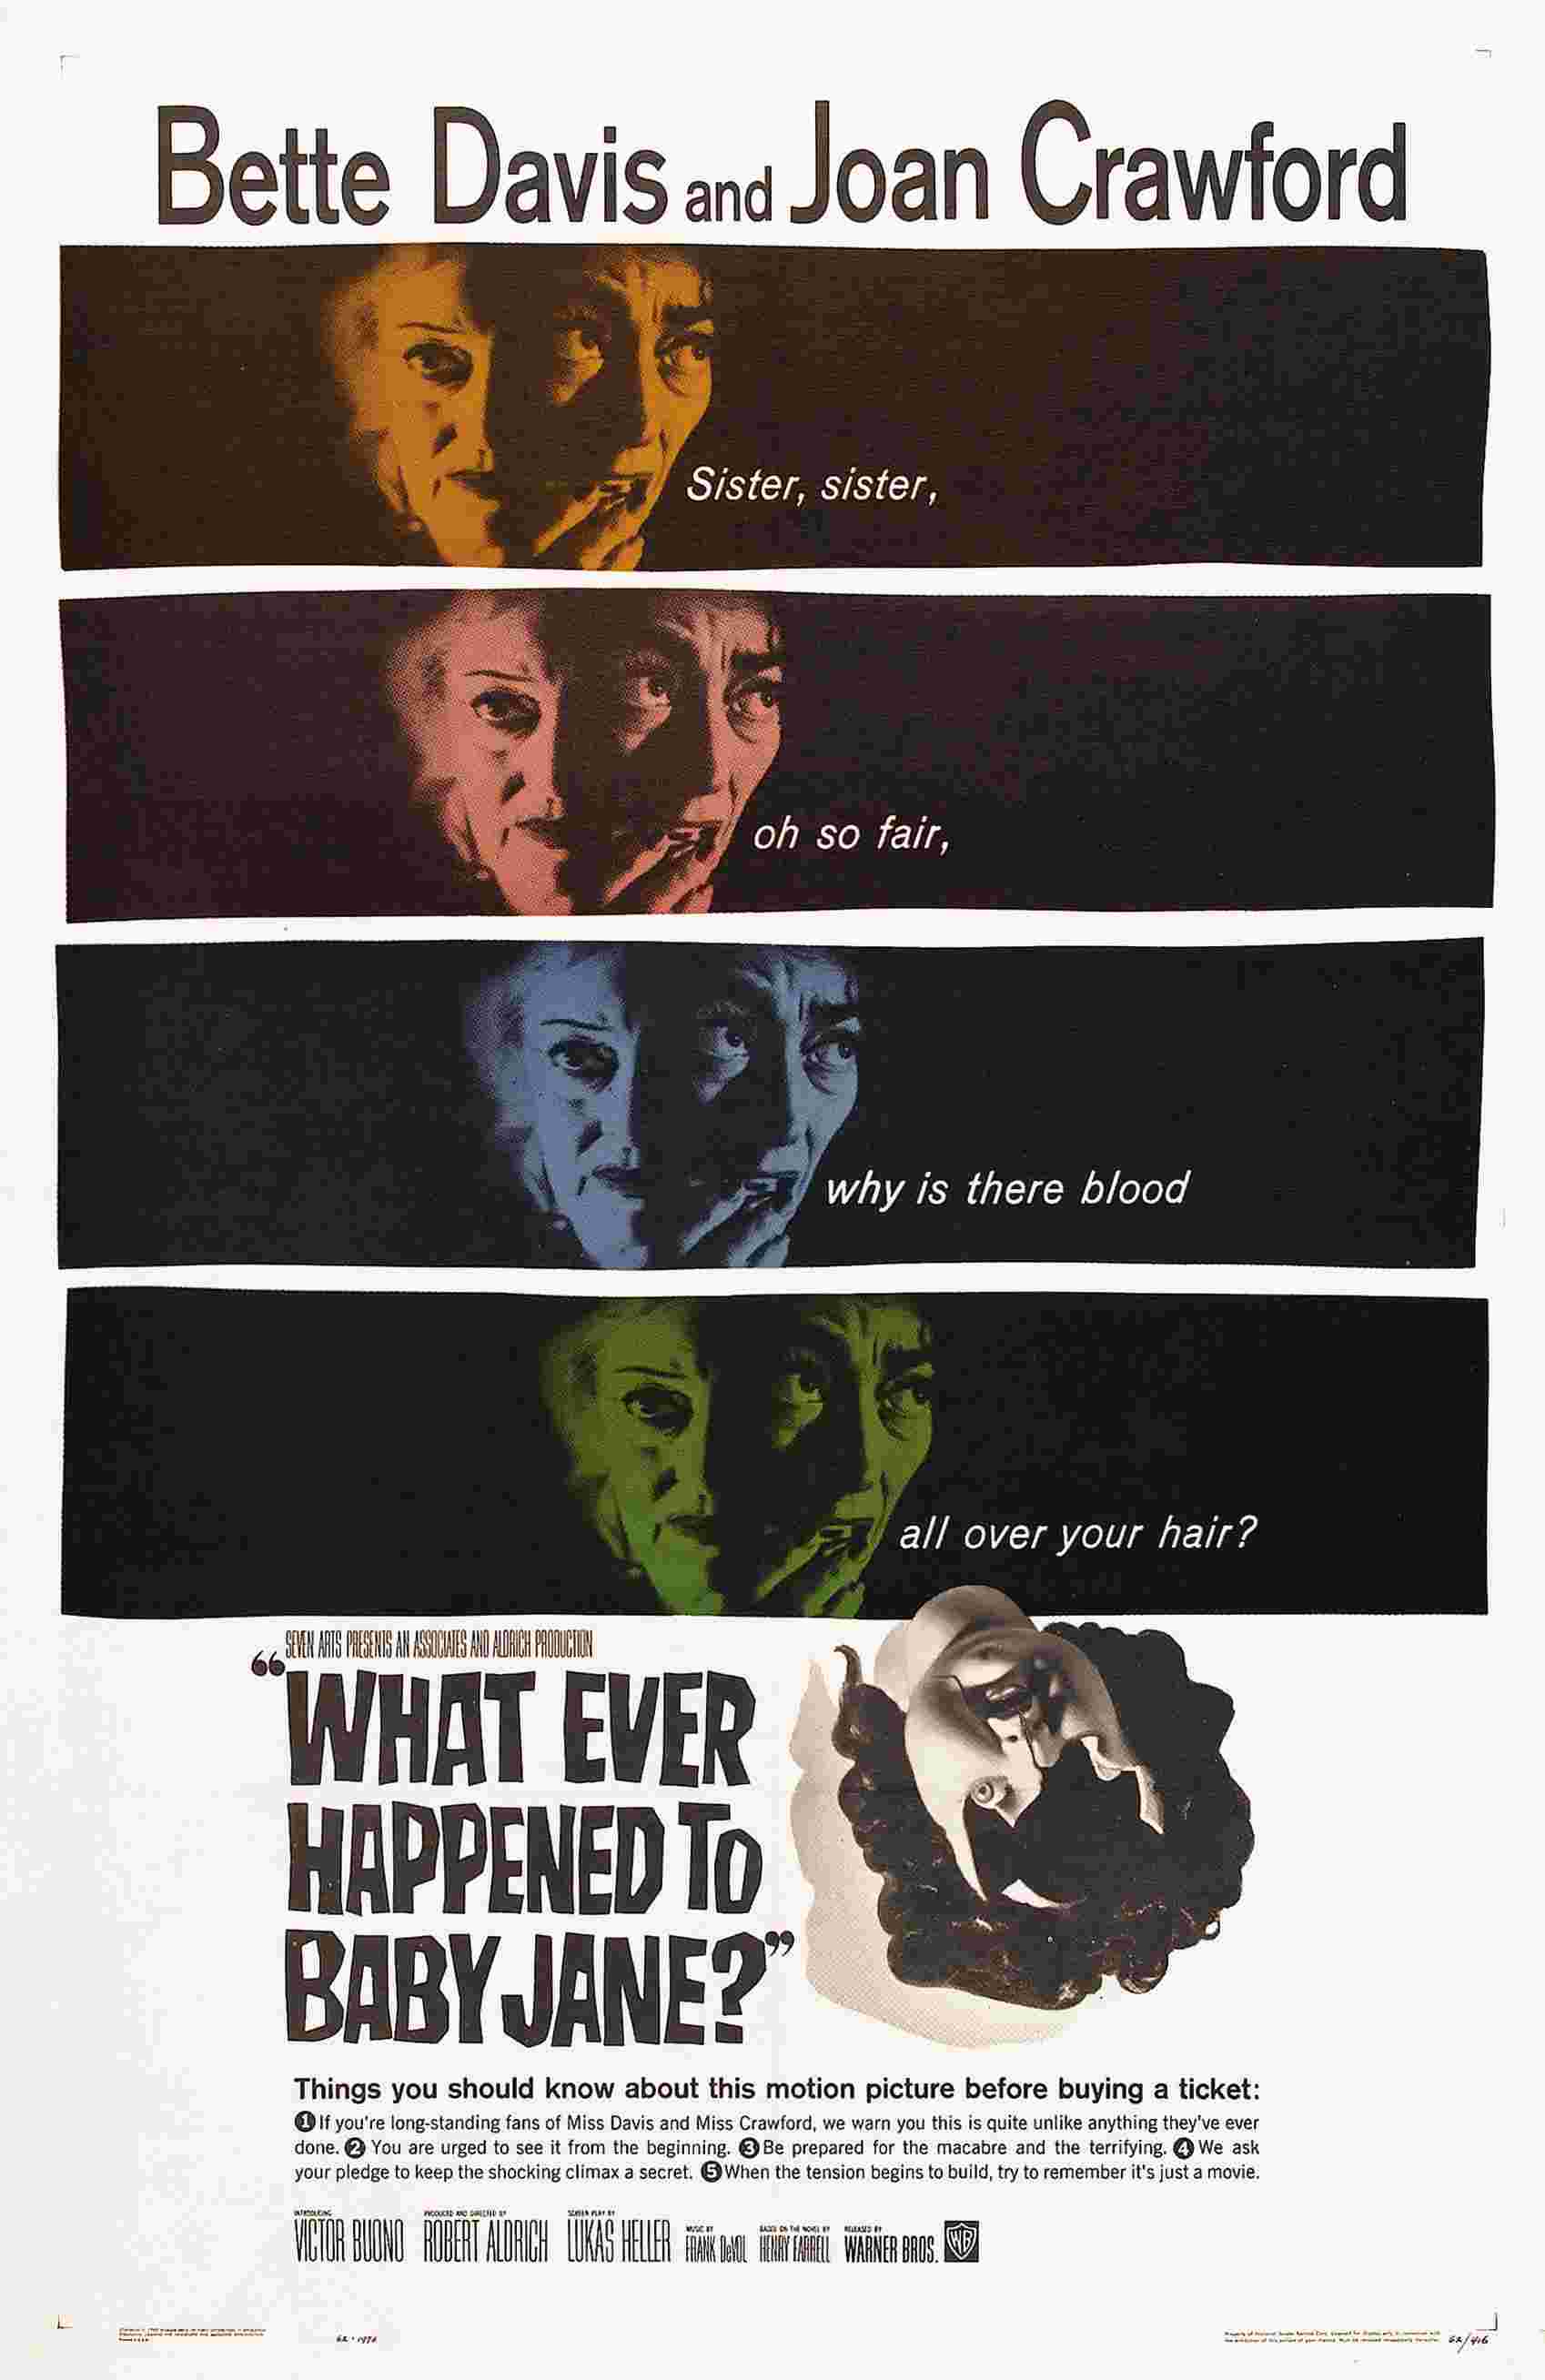 Bette Davis and Joan Crawford
Sister, sister,
oh so fair,
why is there blood
all over your hair?
SEVEN ARTS PRESENTS AN ASSOCIATES AND ALDRICH PRODUCTION
“WHAT EVER
HAPPENED TO
BABY JANE?”
Things you should know about this motion picture before buying a ticket:
❶ If you're long-standing fans of Miss Davis and Miss Crawford, we warn you this is quite unlike anything they've ever
done. ❷ You are urged to see it from the beginning. ❸ Be prepared for the macabre and the terrifying. ❹ We ask
your pledge to keep the shocking climax a secret. ❺ When the tension begins to build, try to remember it's just a movie.
INTRODUCING PRODUCED AND DIRECTED BY SCREEN PLAY BY MUSIC BY BASED ON THE NOVEL BY RELEASED BY
VICTOR BUONO ROBERT ALDRICH LUKAS HELLER FRANK DeVOL HENRY FARRELL WARNER BROS. WB
62/416